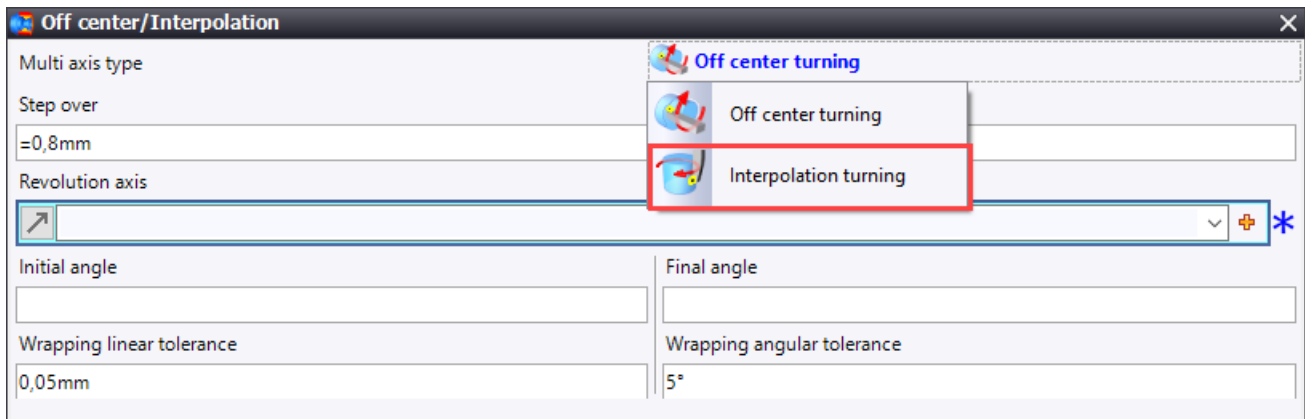 Off center/Interpolation
Multi axis type
Off center turning
Off center turning
Interpolation turning
Step over
=0,8mm
Revolution axis
Initial angle
Final angle
Wrapping linear tolerance
Wrapping angular tolerance
0,05mm
5°